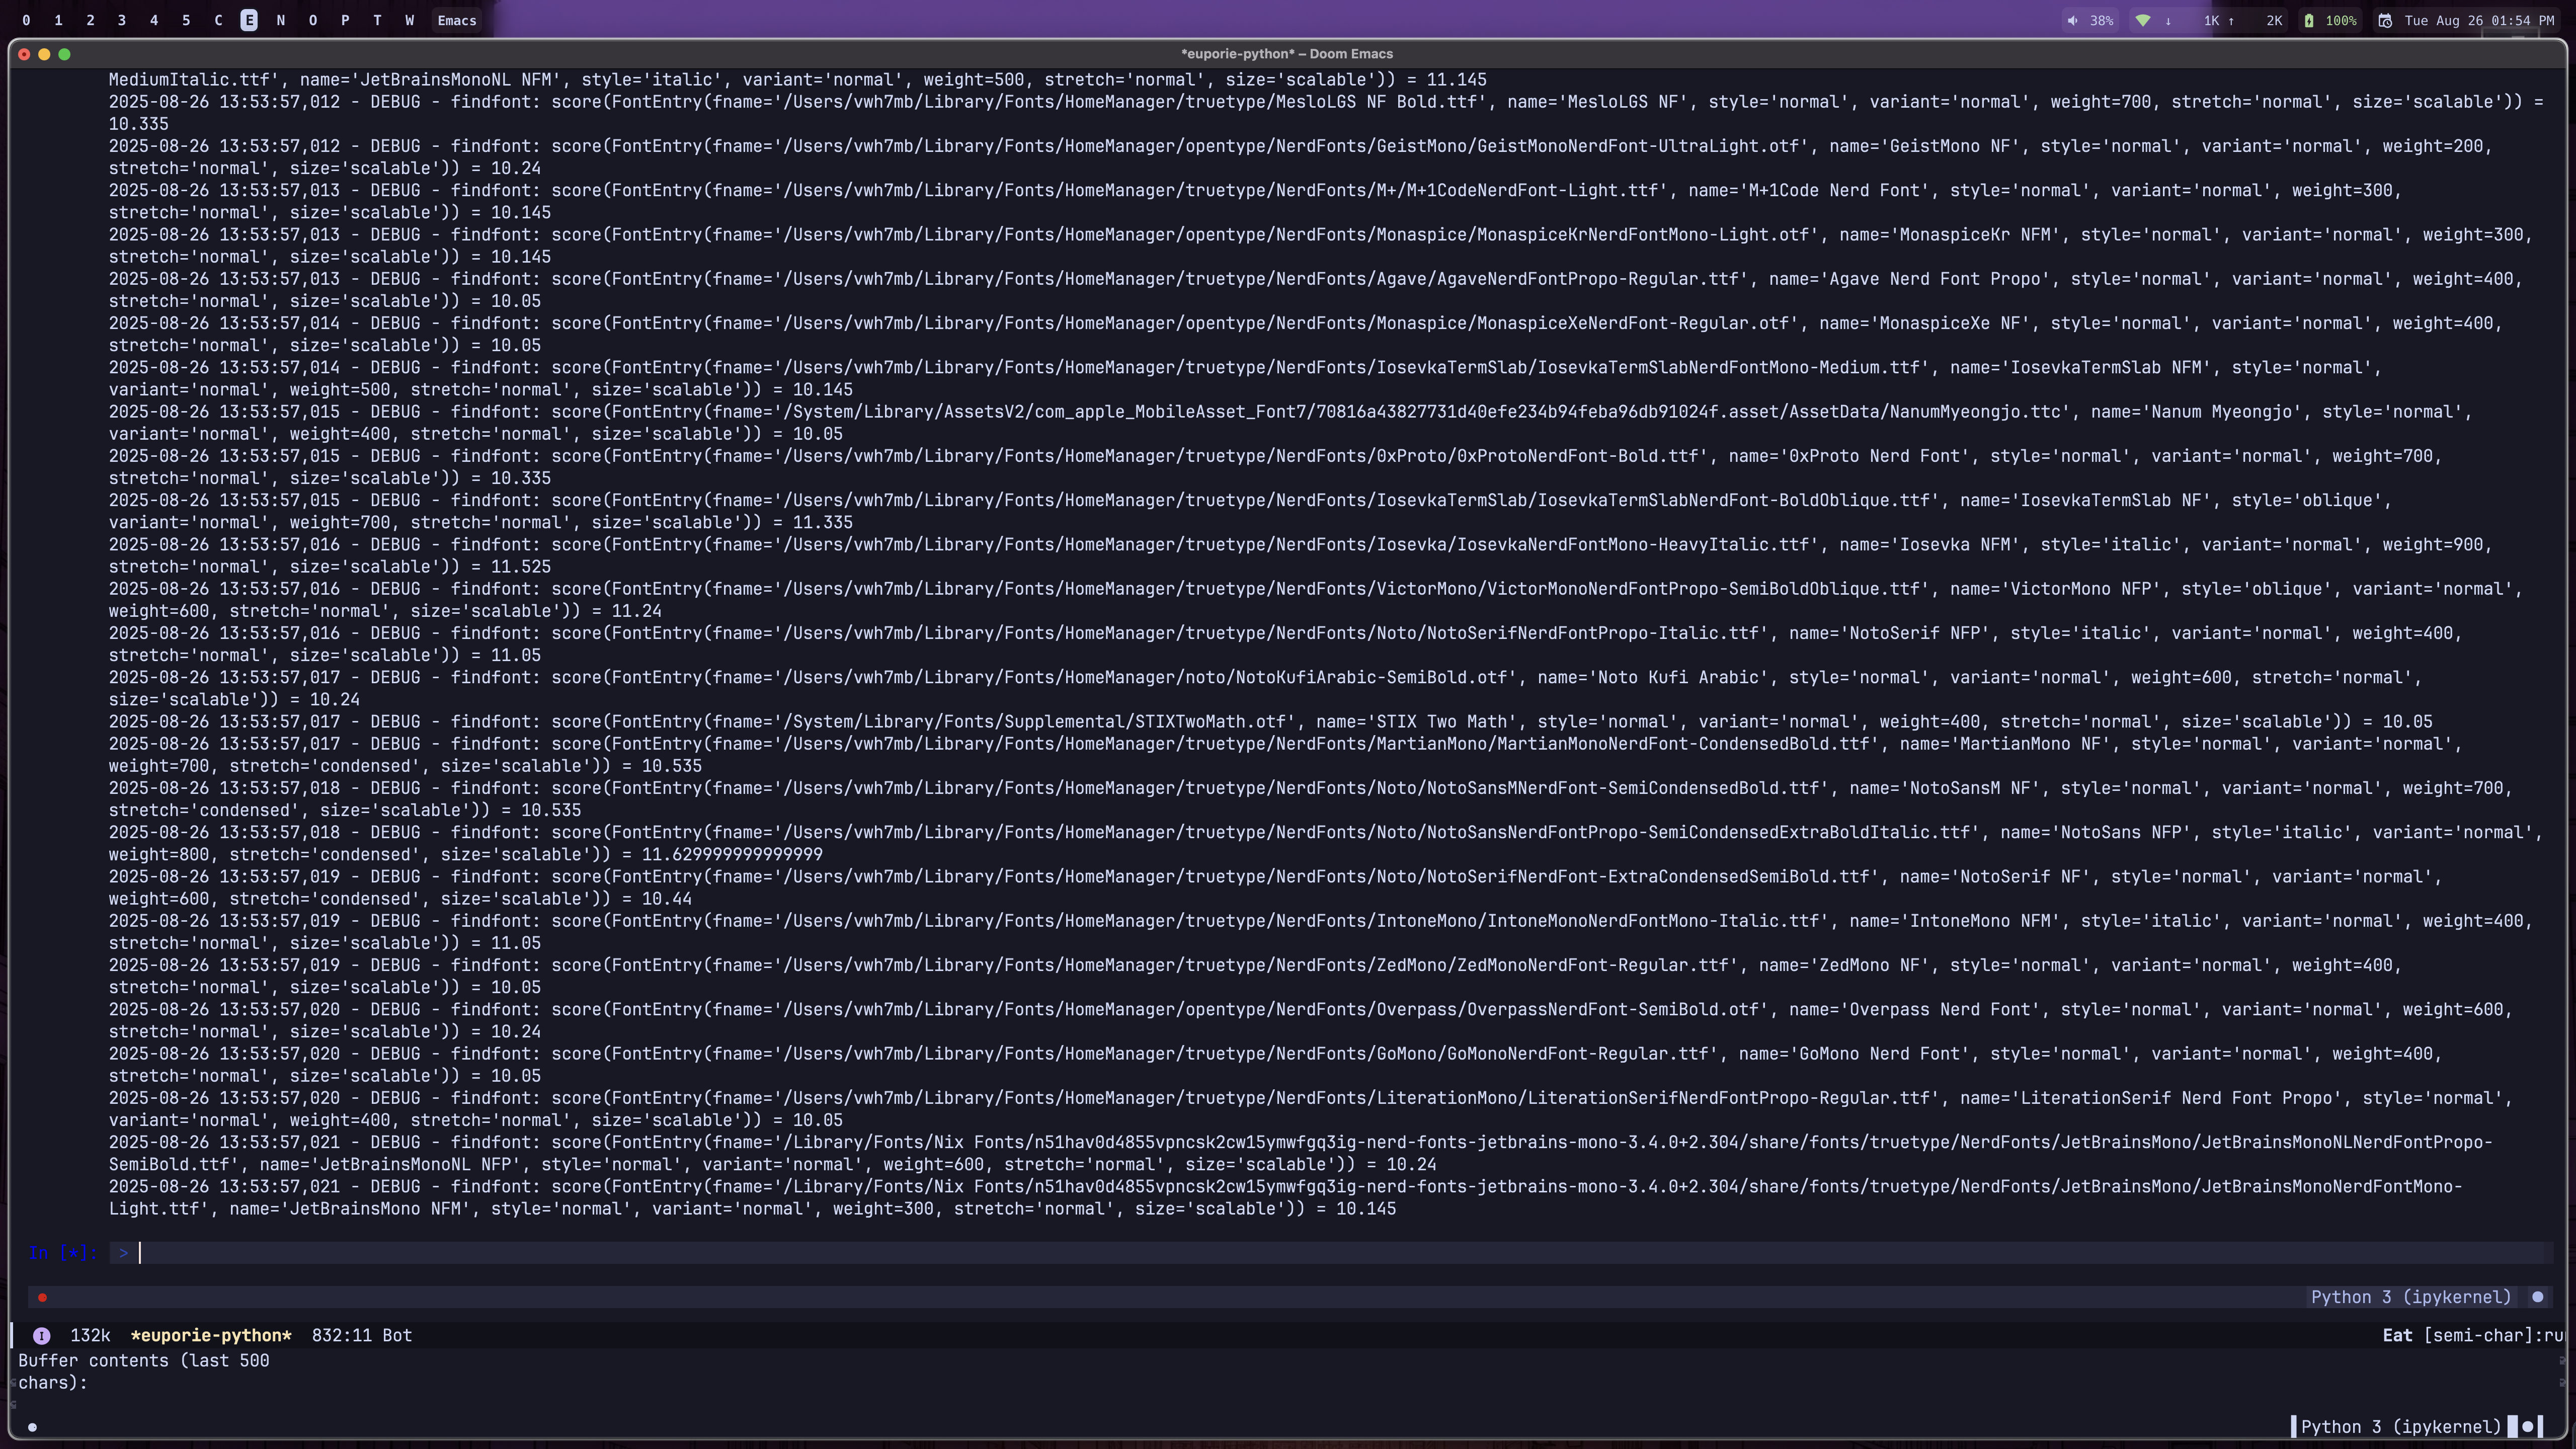 0 1 2 3 4 5 C E N O P T W Emacs 38% ↓ 1K ↑ 2K 100% Tue Aug 26 01:54 PM
*euporie-python* – Doom Emacs
MediumItalic.ttf', name='JetBrainsMonoNL NFM', style='italic', variant='normal', weight=500, stretch='normal', size='scalable')) = 11.145
2025-08-26 13:53:57,012 - DEBUG - findfont: score(FontEntry(fname='/Users/vwh7mb/Library/Fonts/HomeManager/truetype/MesloLGS NF Bold.ttf', name='MesloLGS NF', style='normal', variant='normal', weight=700, stretch='normal', size='scalable')) =
10.335
2025-08-26 13:53:57,012 - DEBUG - findfont: score(FontEntry(fname='/Users/vwh7mb/Library/Fonts/HomeManager/opentype/NerdFonts/GeistMono/GeistMonoNerdFont-UltraLight.otf', name='GeistMono NF', style='normal', variant='normal', weight=200,
stretch='normal', size='scalable')) = 10.24
2025-08-26 13:53:57,013 - DEBUG - findfont: score(FontEntry(fname='/Users/vwh7mb/Library/Fonts/HomeManager/truetype/NerdFonts/M+/M+1CodeNerdFont-Light.ttf', name='M+1Code Nerd Font', style='normal', variant='normal', weight=300,
stretch='normal', size='scalable')) = 10.145
2025-08-26 13:53:57,013 - DEBUG - findfont: score(FontEntry(fname='/Users/vwh7mb/Library/Fonts/HomeManager/opentype/NerdFonts/Monaspice/MonaspiceKrNerdFontMono-Light.otf', name='MonaspiceKr NFM', style='normal', variant='normal', weight=300,
stretch='normal', size='scalable')) = 10.145
2025-08-26 13:53:57,013 - DEBUG - findfont: score(FontEntry(fname='/Users/vwh7mb/Library/Fonts/HomeManager/truetype/NerdFonts/Agave/AgaveNerdFontPropo-Regular.ttf', name='Agave Nerd Font Propo', style='normal', variant='normal', weight=400,
stretch='normal', size='scalable')) = 10.05
2025-08-26 13:53:57,014 - DEBUG - findfont: score(FontEntry(fname='/Users/vwh7mb/Library/Fonts/HomeManager/opentype/NerdFonts/Monaspice/MonaspiceXeNerdFont-Regular.otf', name='MonaspiceXe NF', style='normal', variant='normal', weight=400,
stretch='normal', size='scalable')) = 10.05
2025-08-26 13:53:57,014 - DEBUG - findfont: score(FontEntry(fname='/Users/vwh7mb/Library/Fonts/HomeManager/truetype/NerdFonts/IosevkaTermSlab/IosevkaTermSlabNerdFontMono-Medium.ttf', name='IosevkaTermSlab NFM', style='normal',
variant='normal', weight=500, stretch='normal', size='scalable')) = 10.145
2025-08-26 13:53:57,015 - DEBUG - findfont: score(FontEntry(fname='/System/Library/AssetsV2/com_apple_MobileAsset_Font7/70816a43827731d40efe234b94feba96db91024f.asset/AssetData/NanumMyeongjo.ttc', name='Nanum Myeongjo', style='normal',
variant='normal', weight=400, stretch='normal', size='scalable')) = 10.05
2025-08-26 13:53:57,015 - DEBUG - findfont: score(FontEntry(fname='/Users/vwh7mb/Library/Fonts/HomeManager/truetype/NerdFonts/0xProto/0xProtoNerdFont-Bold.ttf', name='0xProto Nerd Font', style='normal', variant='normal', weight=700,
stretch='normal', size='scalable')) = 10.335
2025-08-26 13:53:57,015 - DEBUG - findfont: score(FontEntry(fname='/Users/vwh7mb/Library/Fonts/HomeManager/truetype/NerdFonts/IosevkaTermSlab/IosevkaTermSlabNerdFont-BoldOblique.ttf', name='IosevkaTermSlab NF', style='oblique',
variant='normal', weight=700, stretch='normal', size='scalable')) = 11.335
2025-08-26 13:53:57,016 - DEBUG - findfont: score(FontEntry(fname='/Users/vwh7mb/Library/Fonts/HomeManager/truetype/NerdFonts/Iosevka/IosevkaNerdFontMono-HeavyItalic.ttf', name='Iosevka NFM', style='italic', variant='normal', weight=900,
stretch='normal', size='scalable')) = 11.525
2025-08-26 13:53:57,016 - DEBUG - findfont: score(FontEntry(fname='/Users/vwh7mb/Library/Fonts/HomeManager/truetype/NerdFonts/VictorMono/VictorMonoNerdFontPropo-SemiBoldOblique.ttf', name='VictorMono NFP', style='oblique', variant='normal',
weight=600, stretch='normal', size='scalable')) = 11.24
2025-08-26 13:53:57,016 - DEBUG - findfont: score(FontEntry(fname='/Users/vwh7mb/Library/Fonts/HomeManager/truetype/NerdFonts/Noto/NotoSerifNerdFontPropo-Italic.ttf', name='NotoSerif NFP', style='italic', variant='normal', weight=400,
stretch='normal', size='scalable')) = 11.05
2025-08-26 13:53:57,017 - DEBUG - findfont: score(FontEntry(fname='/Users/vwh7mb/Library/Fonts/HomeManager/noto/NotoKufiArabic-SemiBold.otf', name='Noto Kufi Arabic', style='normal', variant='normal', weight=600, stretch='normal',
size='scalable')) = 10.24
2025-08-26 13:53:57,017 - DEBUG - findfont: score(FontEntry(fname='/System/Library/Fonts/Supplemental/STIXTwoMath.otf', name='STIX Two Math', style='normal', variant='normal', weight=400, stretch='normal', size='scalable')) = 10.05
2025-08-26 13:53:57,017 - DEBUG - findfont: score(FontEntry(fname='/Users/vwh7mb/Library/Fonts/HomeManager/truetype/NerdFonts/MartianMono/MartianMonoNerdFont-CondensedBold.ttf', name='MartianMono NF', style='normal', variant='normal',
weight=700, stretch='condensed', size='scalable')) = 10.535
2025-08-26 13:53:57,018 - DEBUG - findfont: score(FontEntry(fname='/Users/vwh7mb/Library/Fonts/HomeManager/truetype/NerdFonts/Noto/NotoSansMNerdFont-SemiCondensedBold.ttf', name='NotoSansM NF', style='normal', variant='normal', weight=700,
stretch='condensed', size='scalable')) = 10.535
2025-08-26 13:53:57,018 - DEBUG - findfont: score(FontEntry(fname='/Users/vwh7mb/Library/Fonts/HomeManager/truetype/NerdFonts/Noto/NotoSansNerdFontPropo-SemiCondensedExtraBoldItalic.ttf', name='NotoSans NFP', style='italic', variant='normal',
weight=800, stretch='condensed', size='scalable')) = 11.629999999999999
2025-08-26 13:53:57,019 - DEBUG - findfont: score(FontEntry(fname='/Users/vwh7mb/Library/Fonts/HomeManager/truetype/NerdFonts/Noto/NotoSerifNerdFont-ExtraCondensedSemiBold.ttf', name='NotoSerif NF', style='normal', variant='normal',
weight=600, stretch='condensed', size='scalable')) = 10.44
2025-08-26 13:53:57,019 - DEBUG - findfont: score(FontEntry(fname='/Users/vwh7mb/Library/Fonts/HomeManager/truetype/NerdFonts/IntoneMono/IntoneMonoNerdFontMono-Italic.ttf', name='IntoneMono NFM', style='italic', variant='normal', weight=400,
stretch='normal', size='scalable')) = 11.05
2025-08-26 13:53:57,019 - DEBUG - findfont: score(FontEntry(fname='/Users/vwh7mb/Library/Fonts/HomeManager/truetype/NerdFonts/ZedMono/ZedMonoNerdFont-Regular.ttf', name='ZedMono NF', style='normal', variant='normal', weight=400,
stretch='normal', size='scalable')) = 10.05
2025-08-26 13:53:57,020 - DEBUG - findfont: score(FontEntry(fname='/Users/vwh7mb/Library/Fonts/HomeManager/opentype/NerdFonts/Overpass/OverpassNerdFont-SemiBold.otf', name='Overpass Nerd Font', style='normal', variant='normal', weight=600,
stretch='normal', size='scalable')) = 10.24
2025-08-26 13:53:57,020 - DEBUG - findfont: score(FontEntry(fname='/Users/vwh7mb/Library/Fonts/HomeManager/truetype/NerdFonts/GoMono/GoMonoNerdFont-Regular.ttf', name='GoMono Nerd Font', style='normal', variant='normal', weight=400,
stretch='normal', size='scalable')) = 10.05
2025-08-26 13:53:57,020 - DEBUG - findfont: score(FontEntry(fname='/Users/vwh7mb/Library/Fonts/HomeManager/truetype/NerdFonts/LiterationMono/LiterationSerifNerdFontPropo-Regular.ttf', name='LiterationSerif Nerd Font Propo', style='normal',
variant='normal', weight=400, stretch='normal', size='scalable')) = 10.05
2025-08-26 13:53:57,021 - DEBUG - findfont: score(FontEntry(fname='/Library/Fonts/Nix Fonts/n51hav0d4855vpncsk2cw15ymwfgq3ig-nerd-fonts-jetbrains-mono-3.4.0+2.304/share/fonts/truetype/NerdFonts/JetBrainsMono/JetBrainsMonoNLNerdFontPropo-
SemiBold.ttf', name='JetBrainsMonoNL NFP', style='normal', variant='normal', weight=600, stretch='normal', size='scalable')) = 10.24
2025-08-26 13:53:57,021 - DEBUG - findfont: score(FontEntry(fname='/Library/Fonts/Nix Fonts/n51hav0d4855vpncsk2cw15ymwfgq3ig-nerd-fonts-jetbrains-mono-3.4.0+2.304/share/fonts/truetype/NerdFonts/JetBrainsMono/JetBrainsMonoNerdFontMono-
Light.ttf', name='JetBrainsMono NFM', style='normal', variant='normal', weight=300, stretch='normal', size='scalable')) = 10.145
In [*]: >
Python 3 (ipykernel)
I 132k *euporie-python* 832:11 Bot Eat [semi-char]:ru
Buffer contents (last 500
chars):
Python 3 (ipykernel)